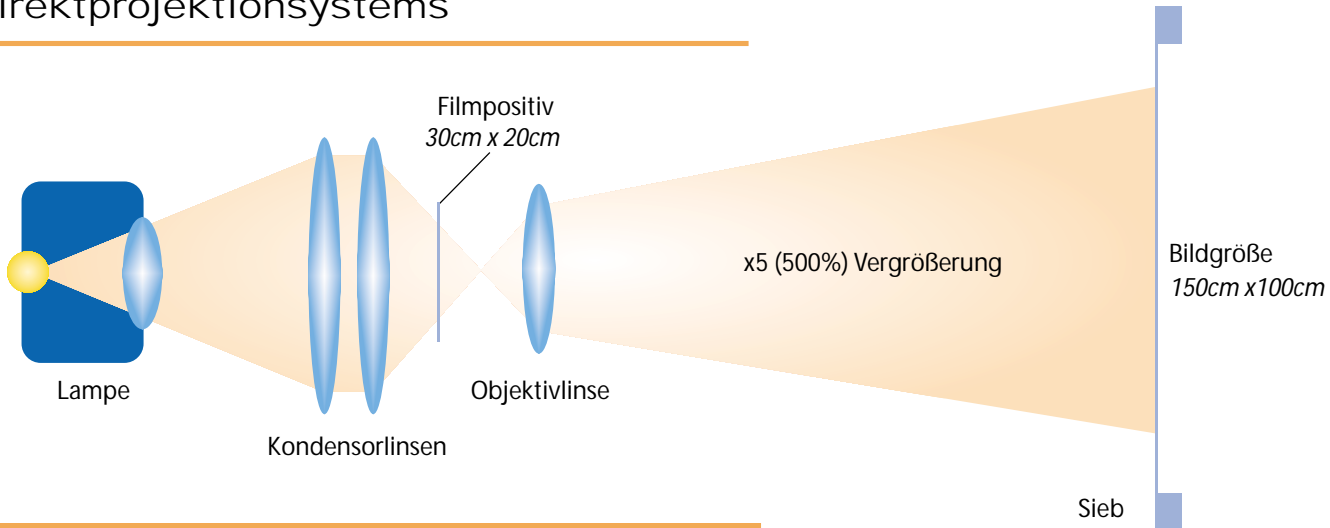 irektprojektionsystems
Filmpositiv
30cm x 20cm
x5 (500%) Vergrößerung
Bildgröße
150cm x100cm
Lampe
Objektivlinse
Kondensorlinsen
Sieb